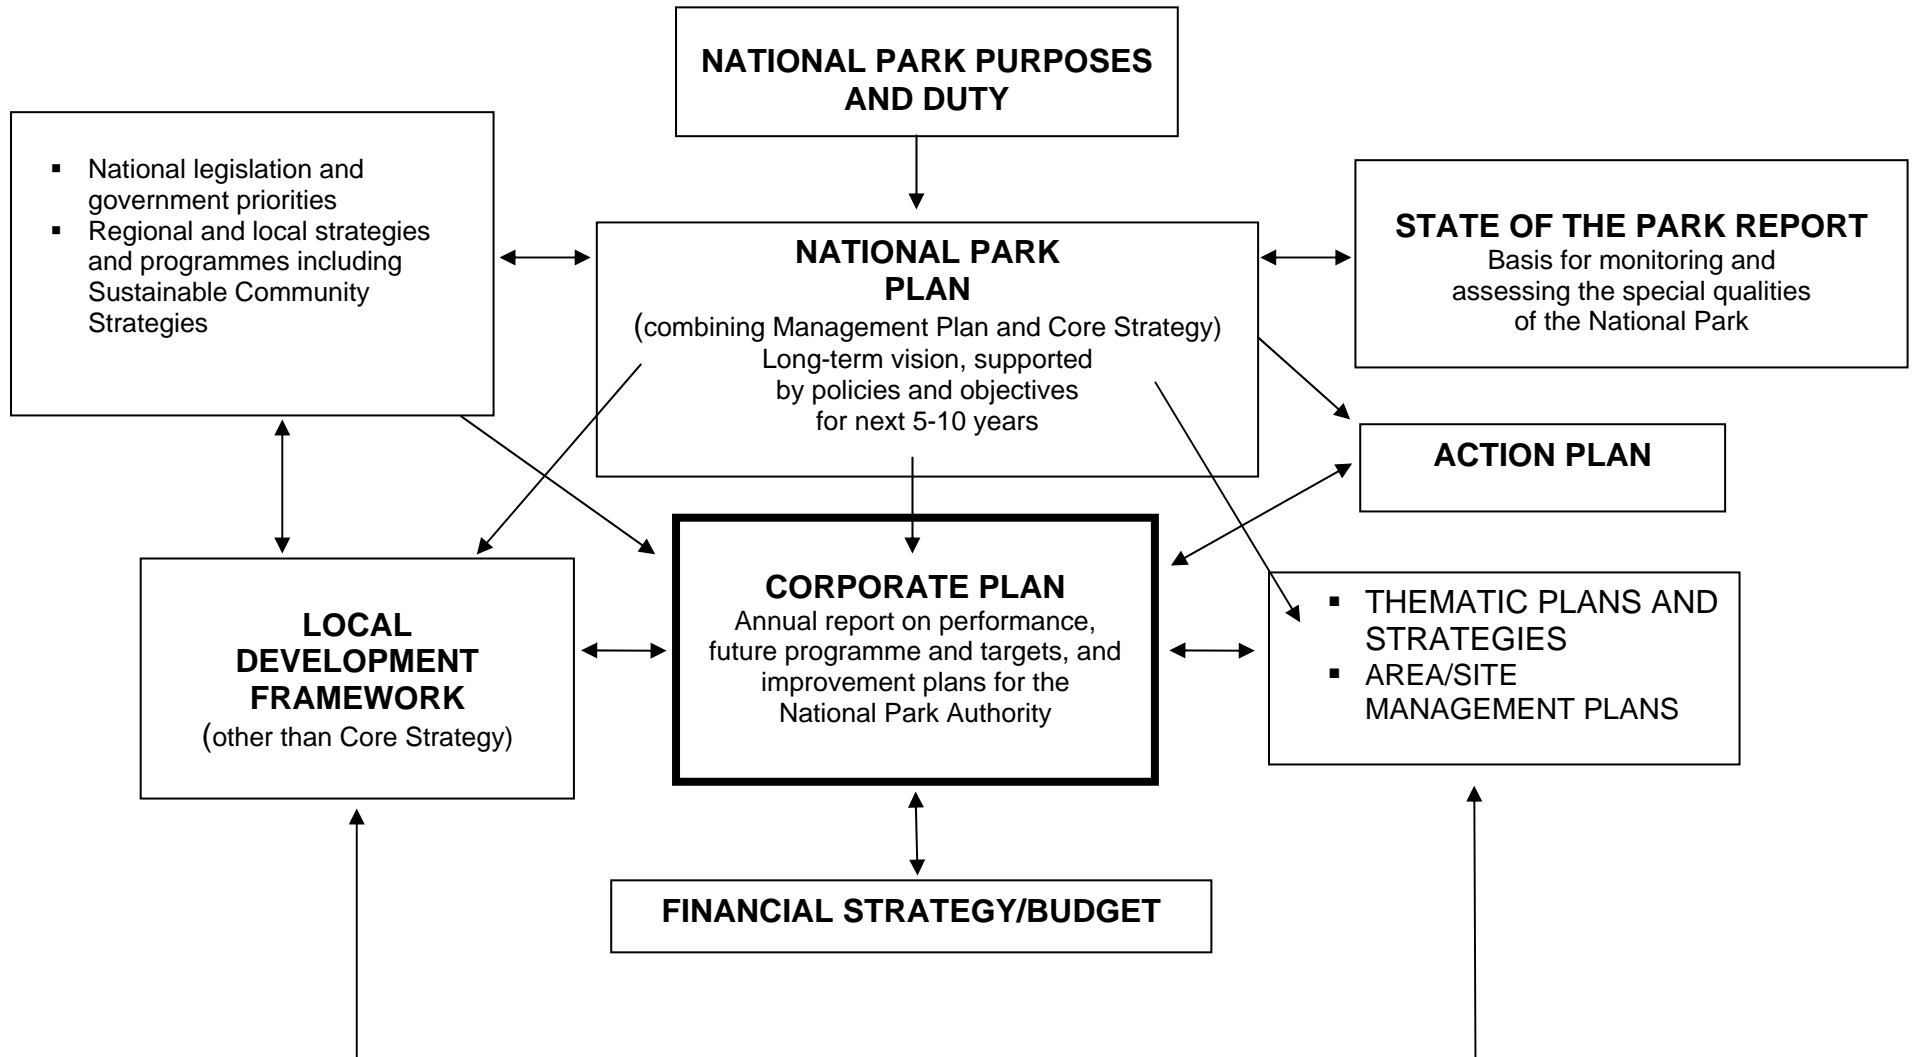 NATIONAL PARK PURPOSES
AND DUTY
▪ National legislation and
government priorities
▪ Regional and local strategies
and programmes including
Sustainable Community
Strategies
NATIONAL PARK
PLAN
(combining Management Plan and Core Strategy)
Long-term vision, supported
by policies and objectives
for next 5-10 years
STATE OF THE PARK REPORT
Basis for monitoring and
assessing the special qualities
of the National Park
ACTION PLAN
LOCAL
DEVELOPMENT
FRAMEWORK
(other than Core Strategy)
CORPORATE PLAN
Annual report on performance,
future programme and targets, and
improvement plans for the
National Park Authority
▪ THEMATIC PLANS AND
STRATEGIES
▪ AREA/SITE
MANAGEMENT PLANS
FINANCIAL STRATEGY/BUDGET